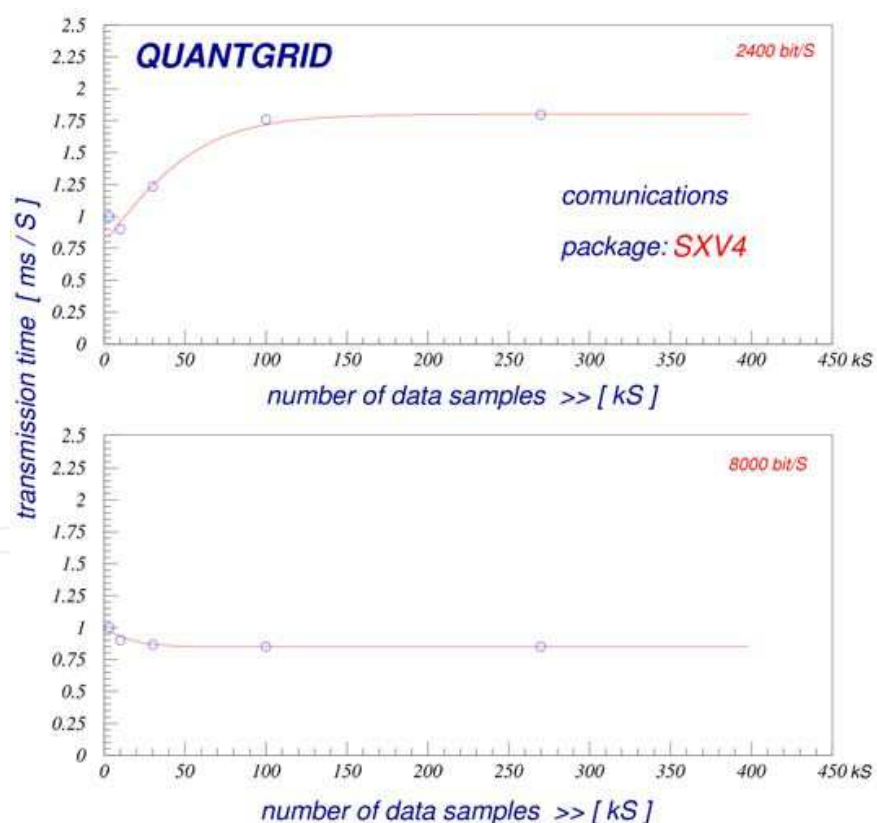 2.5
2.25
2
1.75
1.5
1.25
1
0.75
0.5
0.25
0
QUANTGRID
2400 bit/S
comunications
package: SXV4
0 50 100 150 200 250 300 350 400 450 kS
number of data samples >> [ kS ]
transmission time [ ms / S ]
2.5
2.25
2
1.75
1.5
1.25
1
0.75
0.5
0.25
0
8000 bit/S
0 50 100 150 200 250 300 350 400 450 kS
number of data samples >> [ kS ]